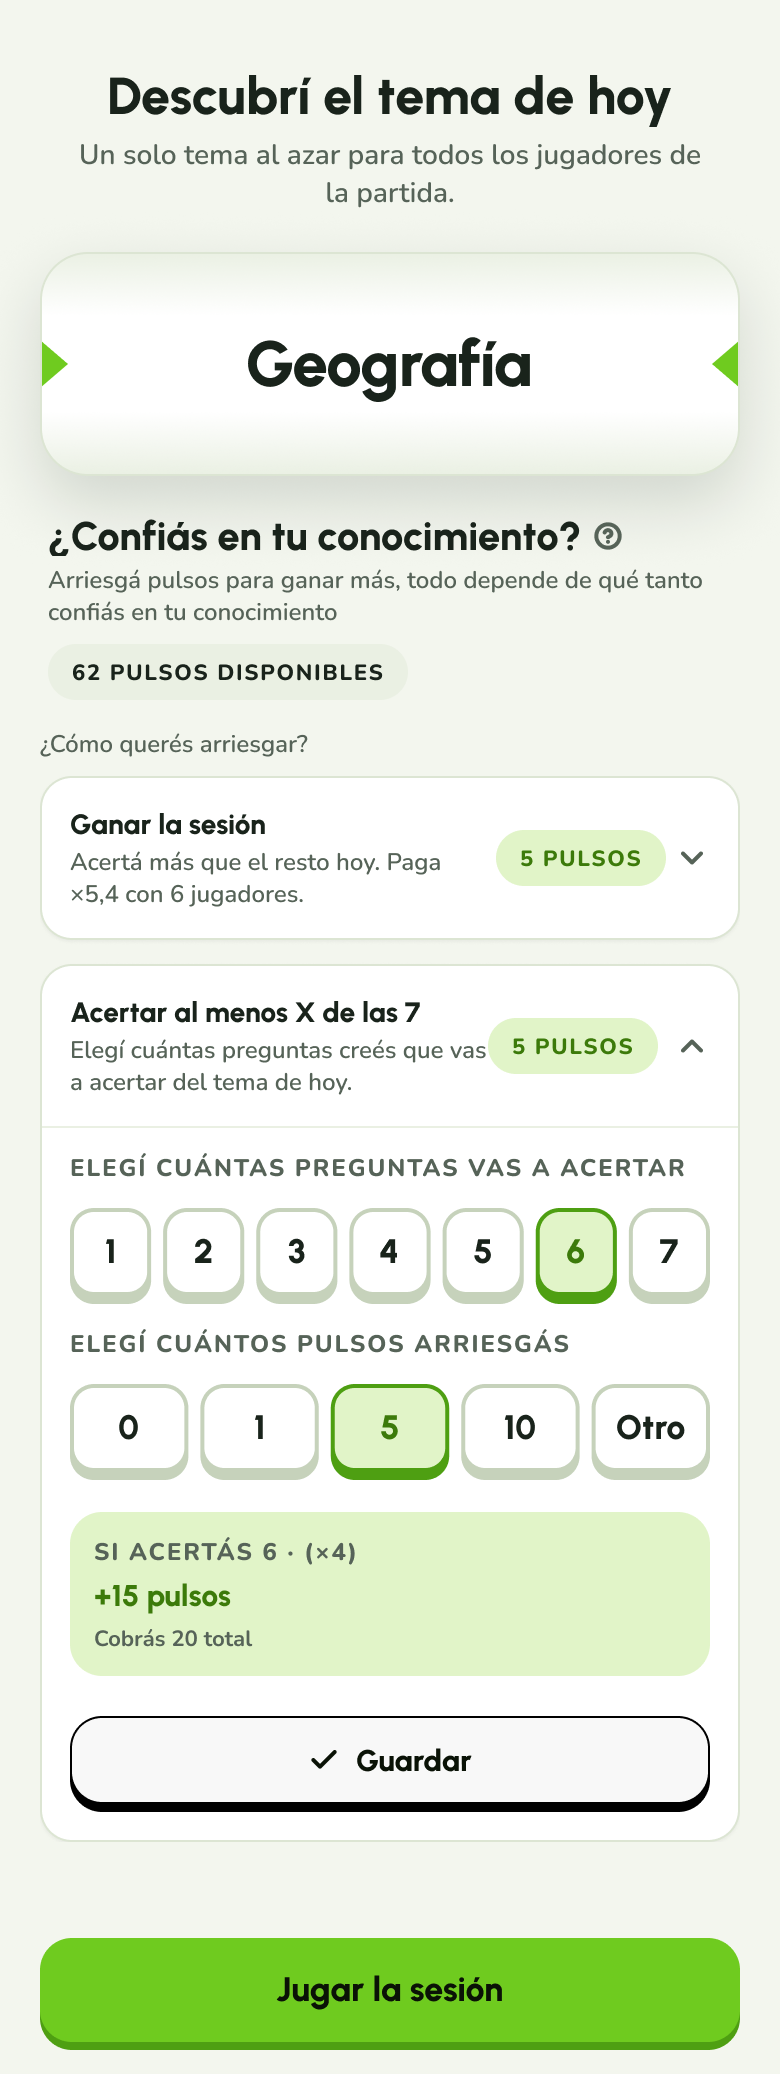 Descubrí el tema de hoy
Un solo tema al azar para todos los jugadores de
la partida.
Geografía
¿Confiás en tu conocimiento?
Arriesgá pulsos para ganar más, todo depende de qué tanto
confiás en tu conocimiento
62 PULSOS DISPONIBLES
¿Cómo querés arriesgar?
Ganar la sesión
Acertá más que el resto hoy. Paga
×5,4 con 6 jugadores.
5 PULSOS
Acertar al menos X de las 7
Elegí cuántas preguntas creés que vas
a acertar del tema de hoy.
5 PULSOS
ELEGÍ CUÁNTAS PREGUNTAS VAS A ACERTAR
1 2 3 4 5 6 7
ELEGÍ CUÁNTOS PULSOS ARRIESGÁS
0 1 5 10 Otro
SI ACERTÁS 6 · (×4)
+15 pulsos
Cobrás 20 total
Guardar
Jugar la sesión